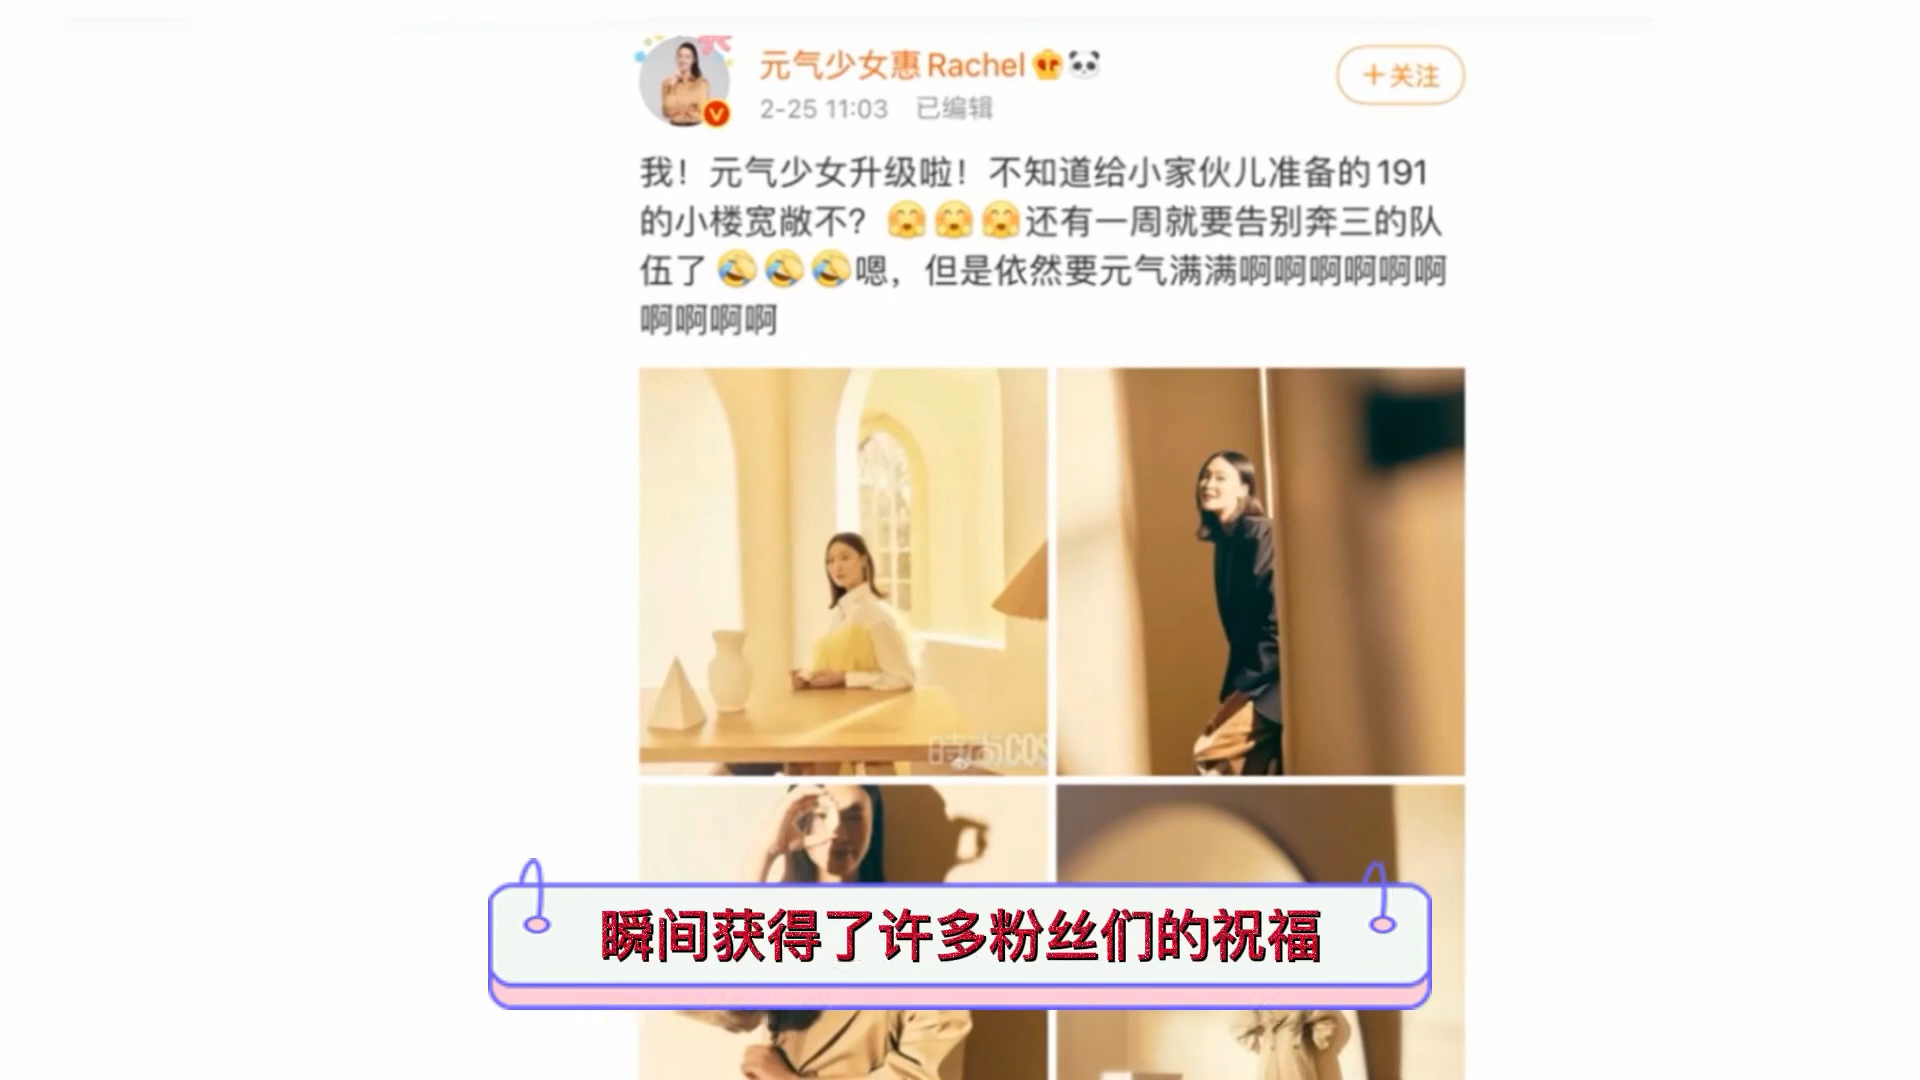 元气少女惠Rachel
2-25 11:03 已编辑
+关注
我！元气少女升级啦！不知道给小家伙儿准备的191
的小楼宽敞不？🤗🤗🤗还有一周就要告别奔三的队
伍了🤣🤣🤣嗯，但是依然要元气满满啊啊啊啊啊啊
啊啊啊啊
時尚COS
瞬间获得了许多粉丝们的祝福